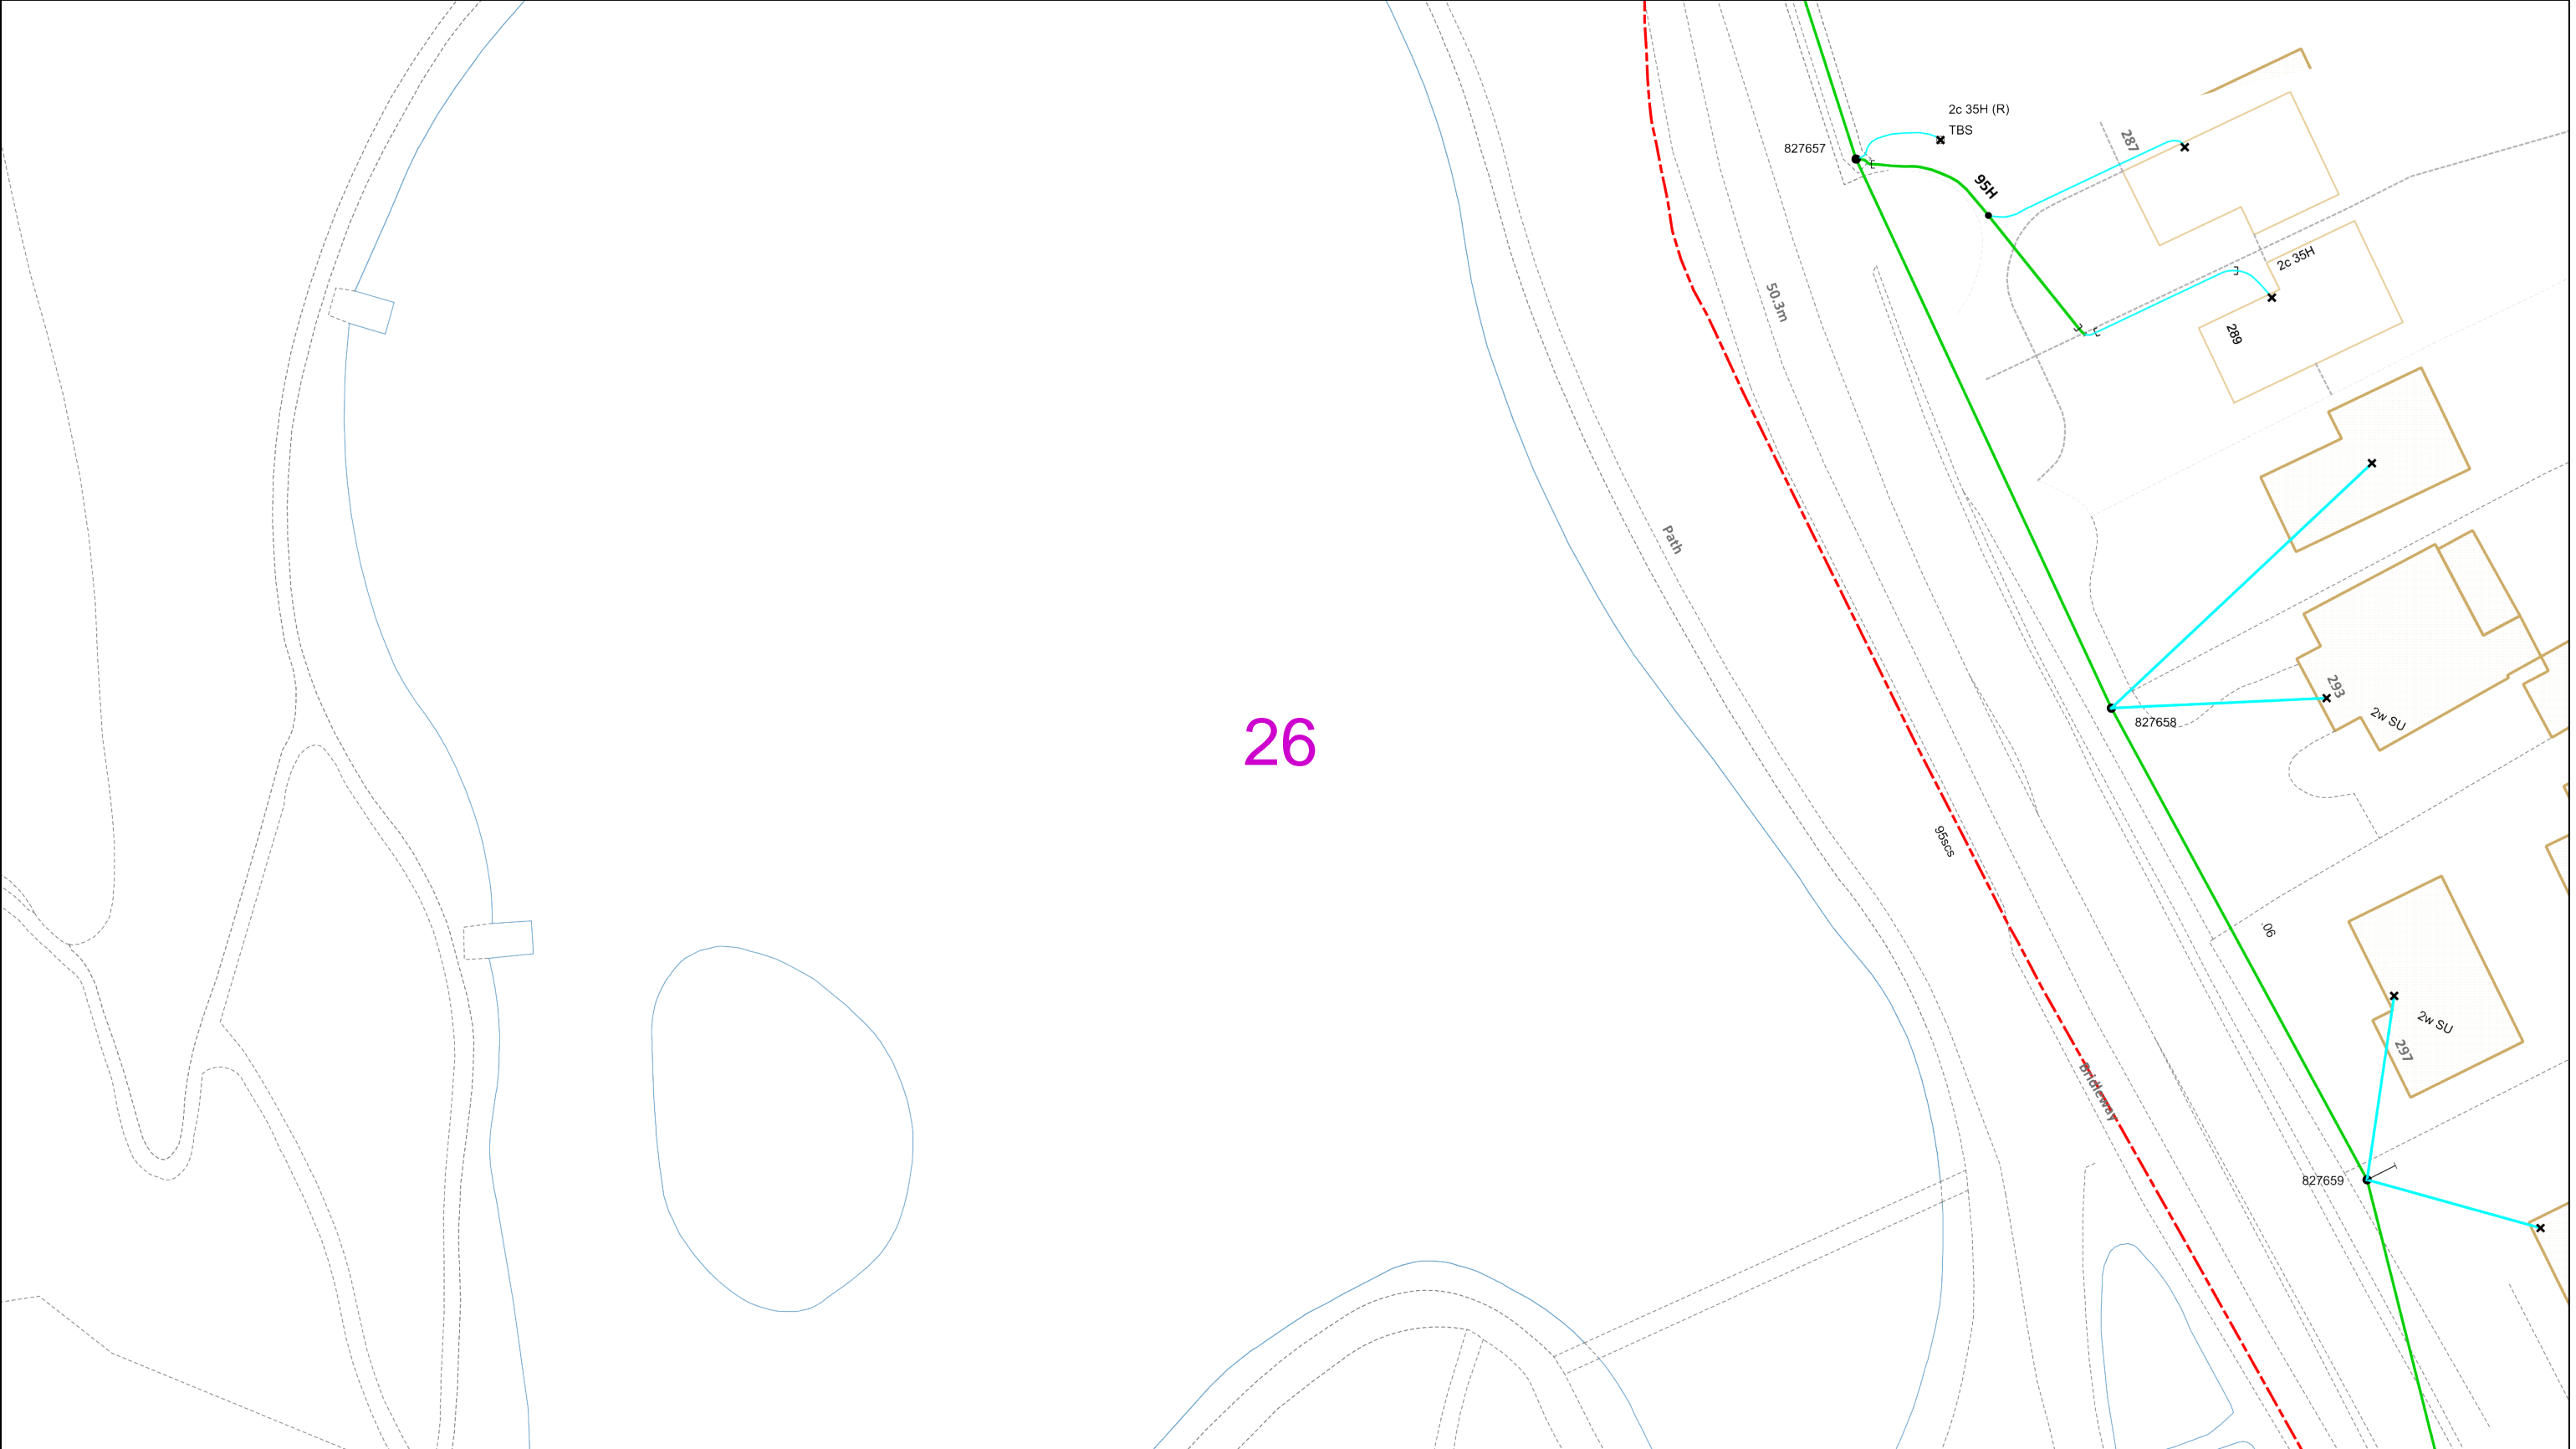 2c 35H (R)
TBS
827657
287
95H
2c 35H
50.3m
289
Path
293
2w SU
827658
26
95scs
.06
2w SU
297
Bridleway
827659